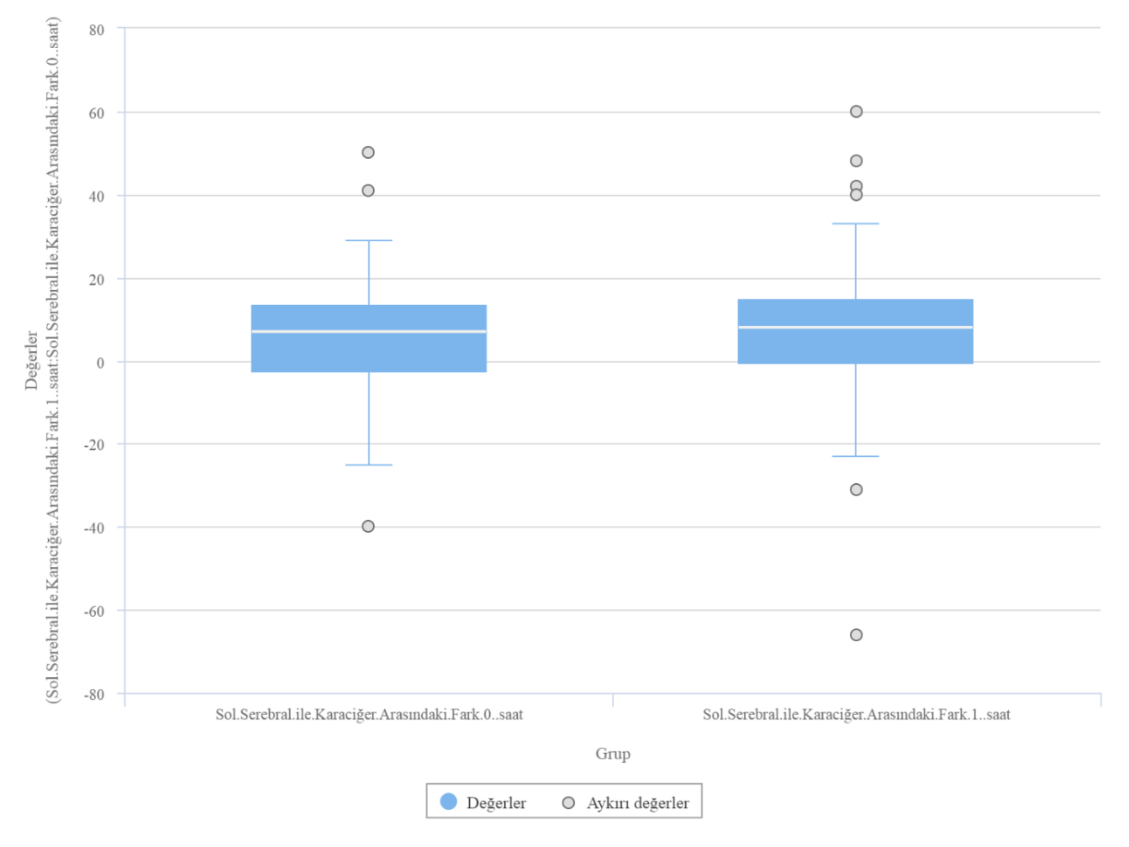 Değerler
(Sol.Serebral.ile.Karaciğer.Arasındaki.Fark.1..saat:Sol.Serebral.ile.Karaciğer.Arasındaki.Fark.0..saat)
80
60
40
20
0
-20
-40
-60
-80
Sol.Serebral.ile.Karaciğer.Arasındaki.Fark.0..saat
Sol.Serebral.ile.Karaciğer.Arasındaki.Fark.1..saat
Grup
Değerler
Aykırı değerler